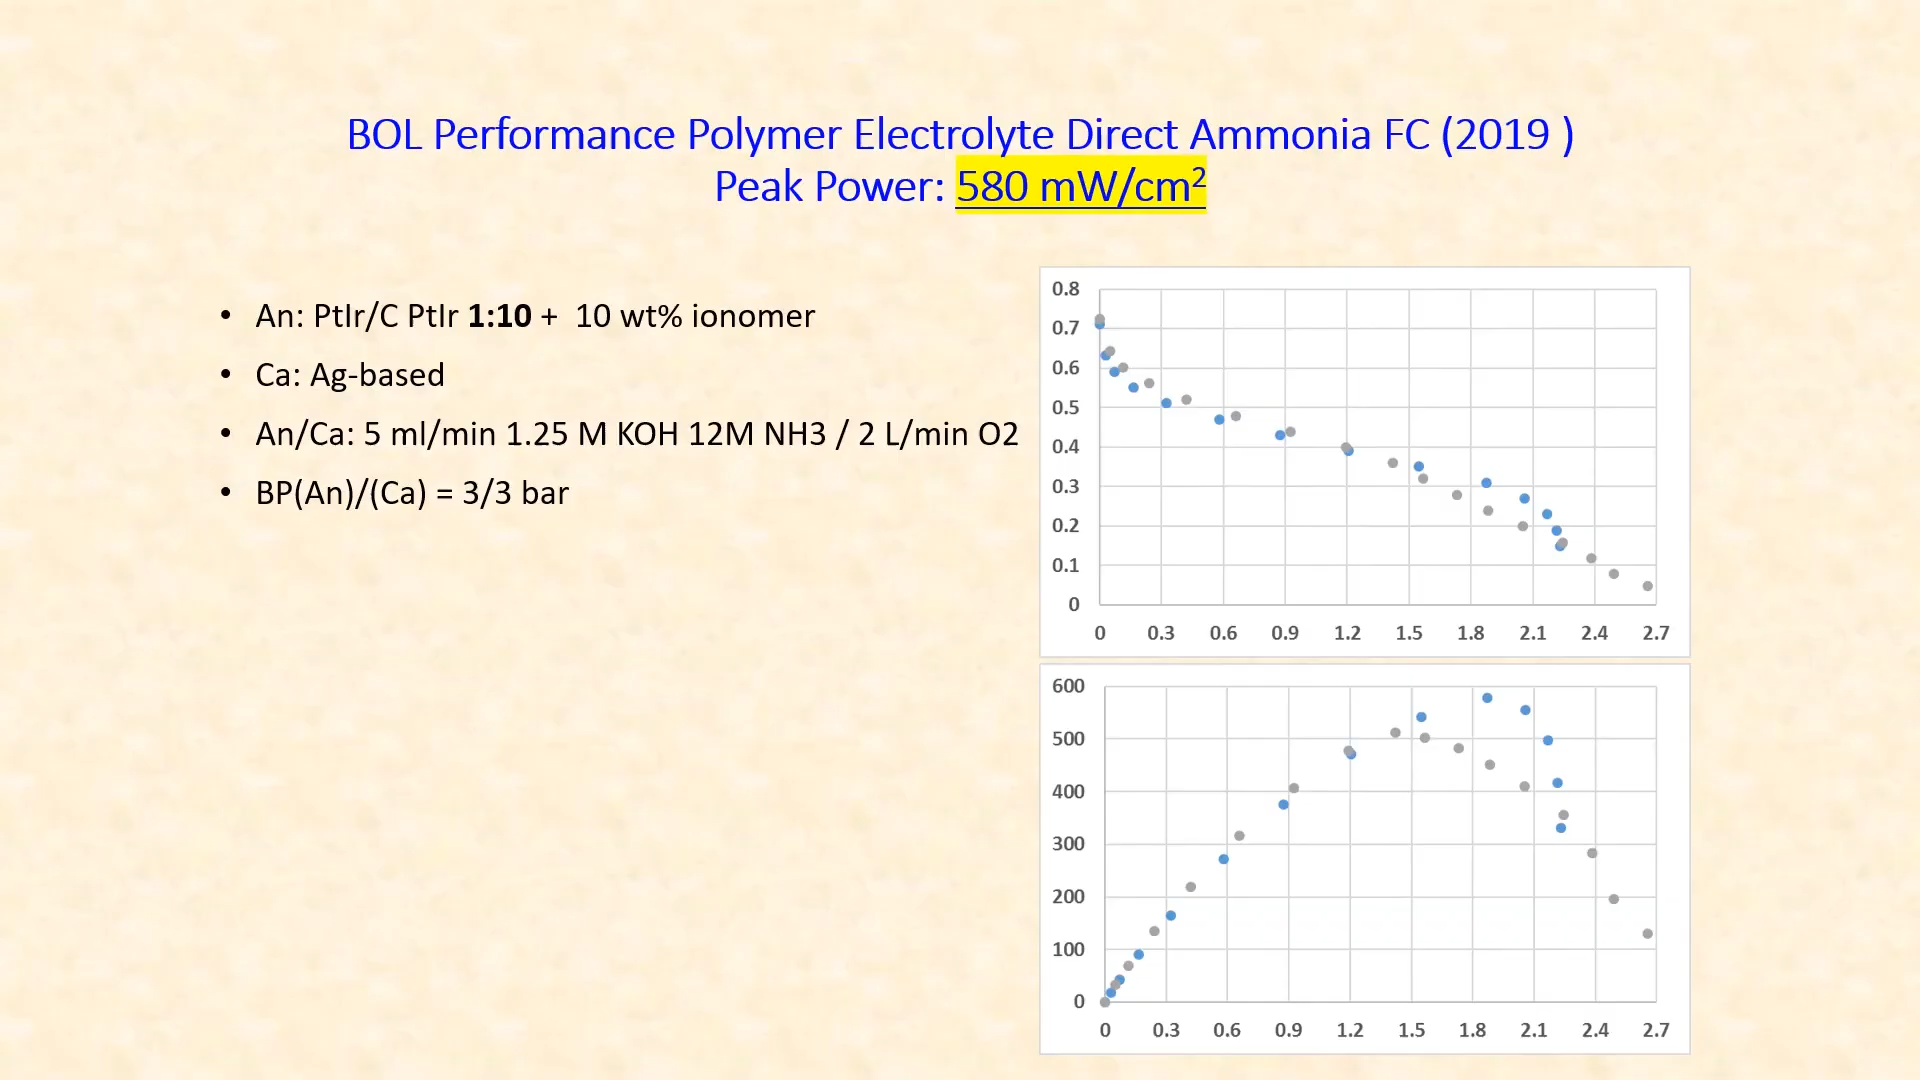 BOL Performance Polymer Electrolyte Direct Ammonia FC (2019 )
Peak Power: 580 mW/cm²
• An: PtIr/C PtIr 1:10 + 10 wt% ionomer
• Ca: Ag-based
• An/Ca: 5 ml/min 1.25 M KOH 12M NH3 / 2 L/min O2
• BP(An)/(Ca) = 3/3 bar
0.8
0.7
0.6
0.5
0.4
0.3
0.2
0.1
0
0 0.3 0.6 0.9 1.2 1.5 1.8 2.1 2.4 2.7
600
500
400
300
200
100
0
0 0.3 0.6 0.9 1.2 1.5 1.8 2.1 2.4 2.7